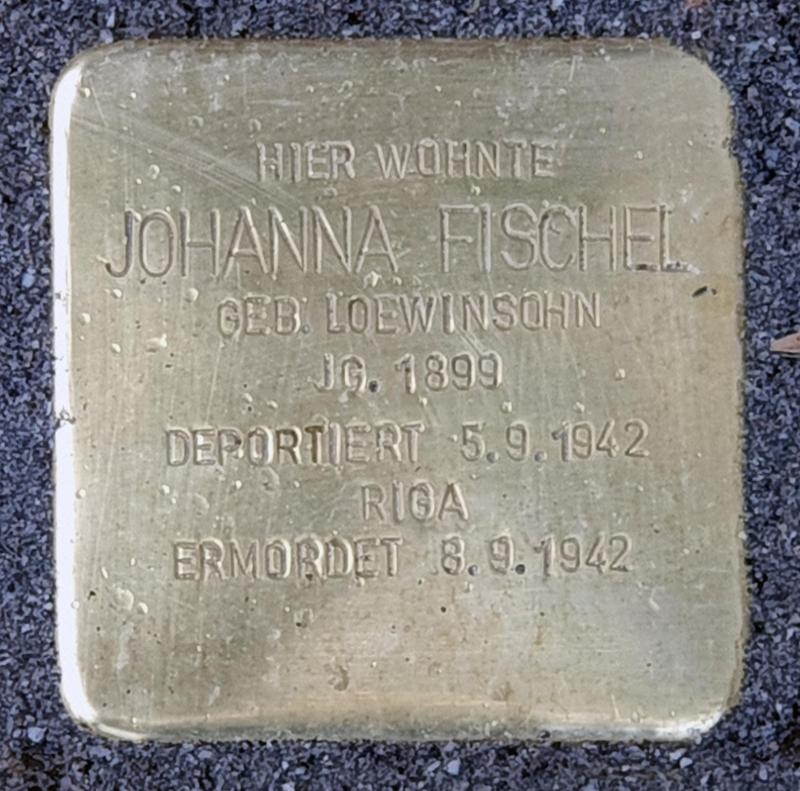 HIER WOHNTE
JOHANNA FISCHEL
GEB. LOEWINSOHN
JG. 1899
DEPORTIERT 5.9.1942
RIGA
ERMORDET 8.9.1942